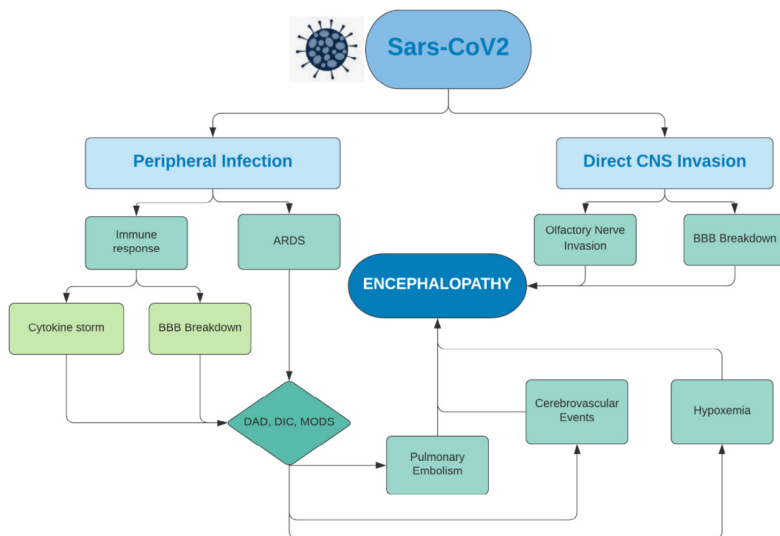 Sars-CoV2
Peripheral Infection
Direct CNS Invasion
Immune
response
ARDS
Olfactory Nerve
Invasion
BBB Breakdown
ENCEPHALOPATHY
Cytokine storm
BBB Breakdown
DAD, DIC, MODS
Cerebrovascular
Events
Hypoxemia
Pulmonary
Embolism